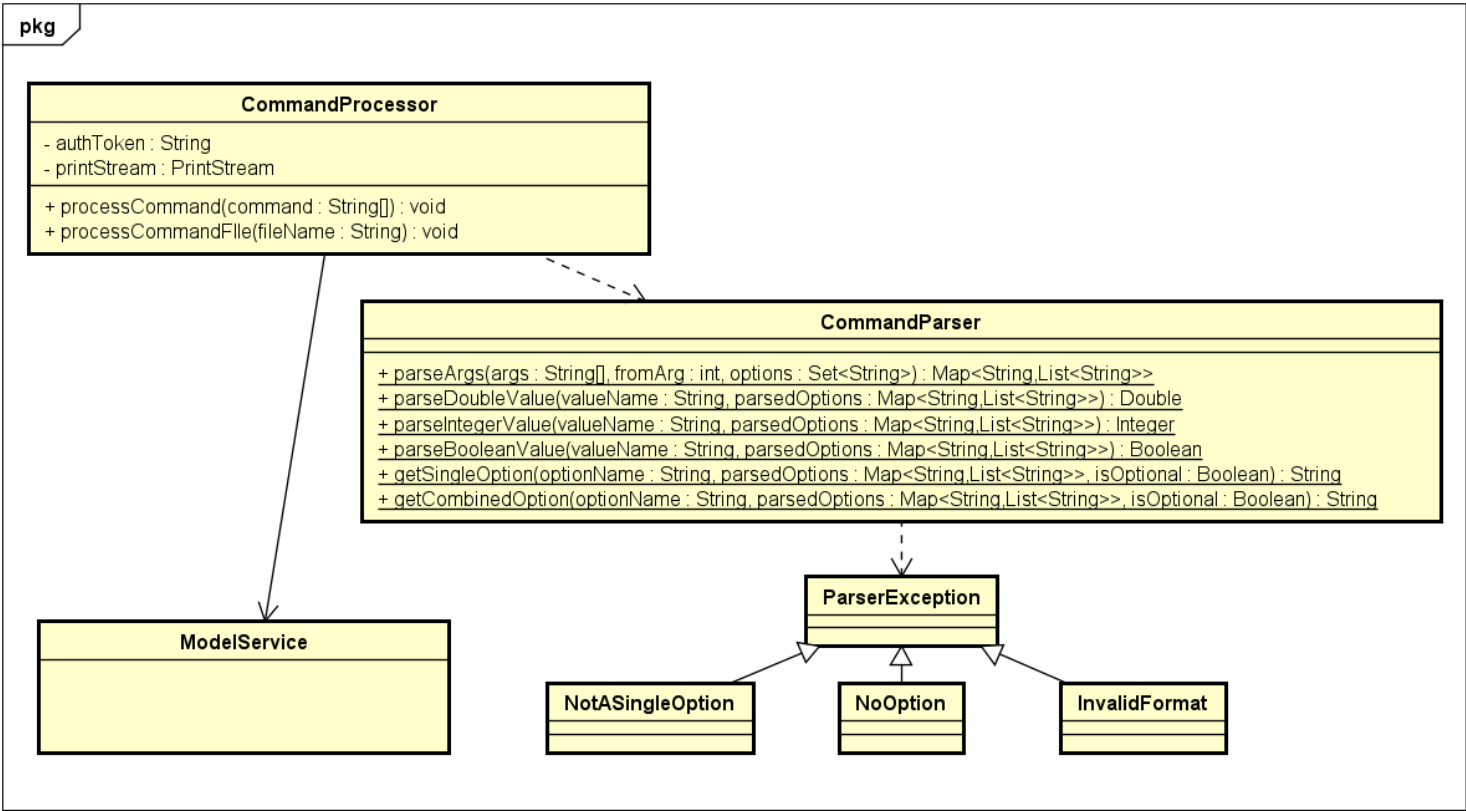 pkg
CommandProcessor
- authToken : String
- printStream : PrintStream
+ processCommand(command : String[]) : void
+ processCommandFIle(fileName : String) : void
CommandParser
+ parseArgs(args : String[], fromArg : int, options : Set<String>) : Map<String,List<String>>
+ parseDoubleValue(valueName : String, parsedOptions : Map<String,List<String>>) : Double
+ parseIntegerValue(valueName : String, parsedOptions : Map<String,List<String>>) : Integer
+ parseBooleanValue(valueName : String, parsedOptions : Map<String,List<String>>) : Boolean
+ getSingleOption(optionName : String, parsedOptions : Map<String,List<String>>, isOptional : Boolean) : String
+ getCombinedOption(optionName : String, parsedOptions : Map<String,List<String>>, isOptional : Boolean) : String
ParserException
ModelService
NotASingleOption
NoOption
InvalidFormat